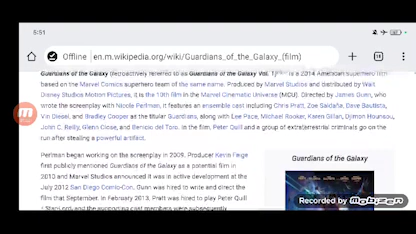 5:51
Offline en.m.wikipedia.org/wiki/Guardians_of_the_Galaxy_(film)
Guardians of the Galaxy (retroactively referred to as Guardians of the Galaxy Vol. 1) is a 2014 American superhero film
based on the Marvel Comics superhero team of the same name. Produced by Marvel Studios and distributed by Walt
Disney Studios Motion Pictures, it is the 10th film in the Marvel Cinematic Universe (MCU). Directed by James Gunn, who
wrote the screenplay with Nicole Perlman, it features an ensemble cast including Chris Pratt, Zoe Saldaña, Dave Bautista,
Vin Diesel, and Bradley Cooper as the titular Guardians, along with Lee Pace, Michael Rooker, Karen Gillan, Djimon Hounsou,
John C. Reilly, Glenn Close, and Benicio del Toro. In the film, Peter Quill and a group of extraterrestrial criminals go on the
run after stealing a powerful artifact.
Perlman began working on the screenplay in 2009. Producer Kevin Feige
first publicly mentioned Guardians of the Galaxy as a potential film in
2010 and Marvel Studios announced it was in active development at the
July 2012 San Diego Comic-Con. Gunn was hired to write and direct the
film that September. In February 2013, Pratt was hired to play Peter Quill
/ Star-Lord, and the supporting cast members were subsequently
Guardians of the Galaxy
Recorded by
mobizen